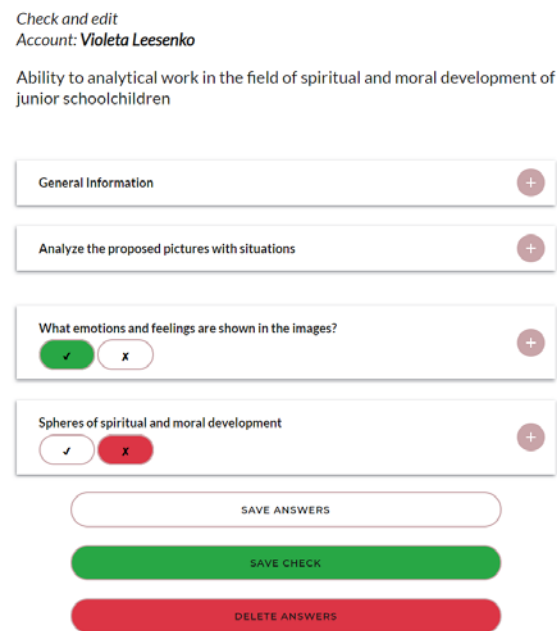 Check and edit
Account: Violeta Leesenko
Ability to analytical work in the field of spiritual and moral development of
junior schoolchildren
General Information
+
Analyze the proposed pictures with situations
+
What emotions and feelings are shown in the images?
✓ ✗
+
Spheres of spiritual and moral development
✓ ✗
+
SAVE ANSWERS
SAVE CHECK
DELETE ANSWERS